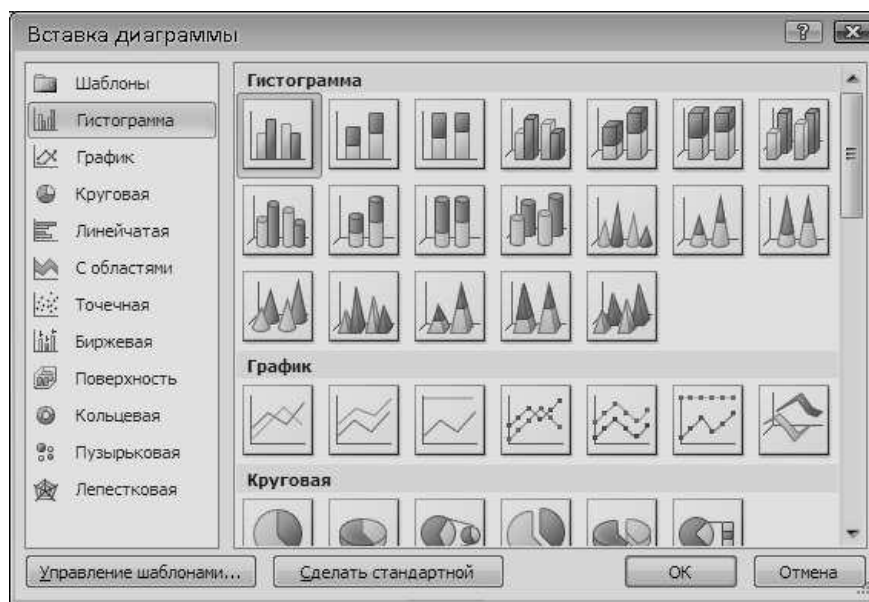 Вставка диаграммы
Шаблоны
Гистограмма
График
Круговая
Линейчатая
С областями
Точечная
Биржевая
Поверхность
Кольцевая
Пузырьковая
Лепестковая
Гистограмма
График
Круговая
Управление шаблонами...
Сделать стандартной
ОК
Отмена